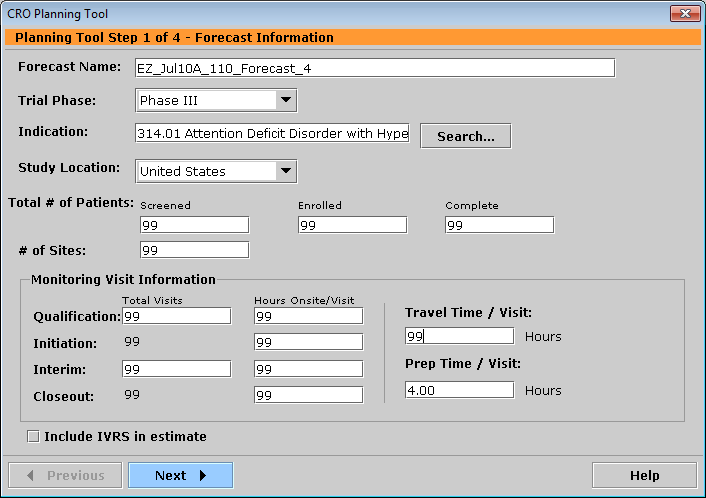 CRO Planning Tool
Planning Tool Step 1 of 4 - Forecast Information
Forecast Name: EZ_Jul10A_110_Forecast_4
Trial Phase: Phase III
Indication: 314.01 Attention Deficit Disorder with Hype Search...
Study Location: United States
Total # of Patients: Screened Enrolled Complete
99 99 99
# of Sites: 99
Monitoring Visit Information
Total Visits Hours Onsite/Visit
Qualification: 99 99
Initiation: 99 99
Interim: 99 99
Closeout: 99 99
Travel Time / Visit:
99 Hours
Prep Time / Visit:
4.00 Hours
Include IVRS in estimate
Previous Next Help